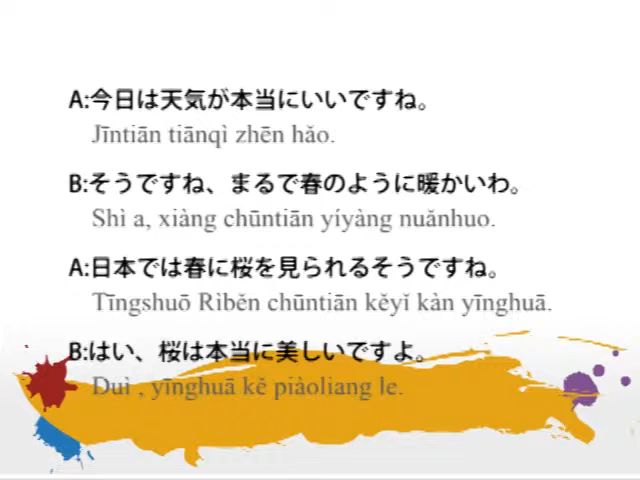 A:今日は天気が本当にいいですね。
Jīntiān tiānqì zhēn hǎo.
B:そうですね、まるで春のように暖かいわ。
Shì a, xiàng chūntiān yíyàng nuǎnhuo.
A:日本では春に桜を見られるそうですね。
Tīngshuō Rìběn chūntiān kěyǐ kàn yīnghuā.
B:はい、桜は本当に美しいですよ。
Duì , yīnghuā kě piàoliang le.